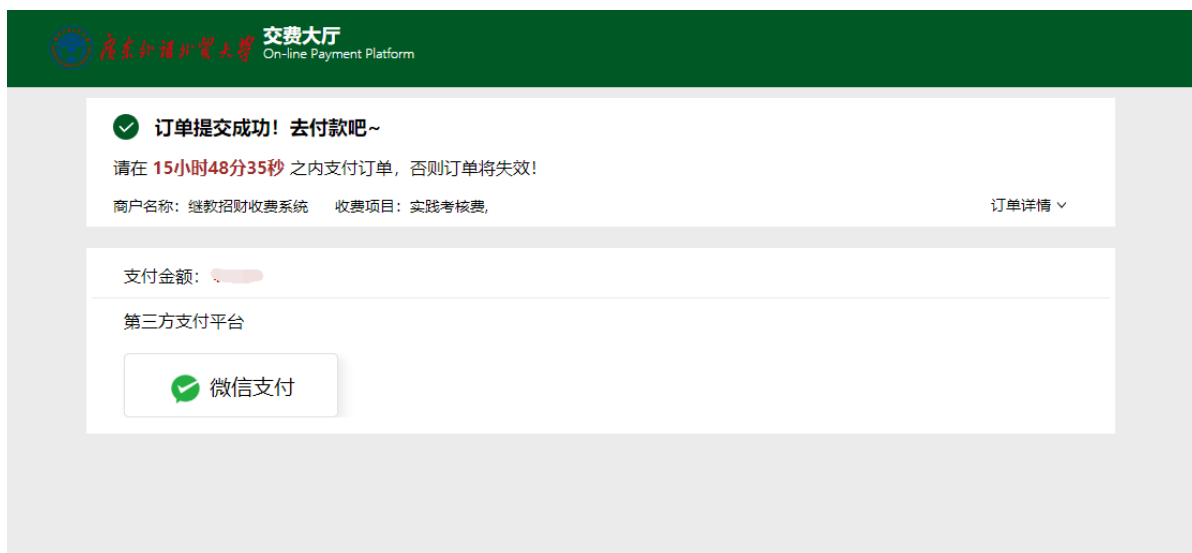 广东外语外贸大学 交费大厅
On-line Payment Platform
订单提交成功！去付款吧~
请在 15小时48分35秒 之内支付订单，否则订单将失效！
商户名称：继教招财收费系统 收费项目：实践考核费, 订单详情
支付金额：
第三方支付平台
微信支付